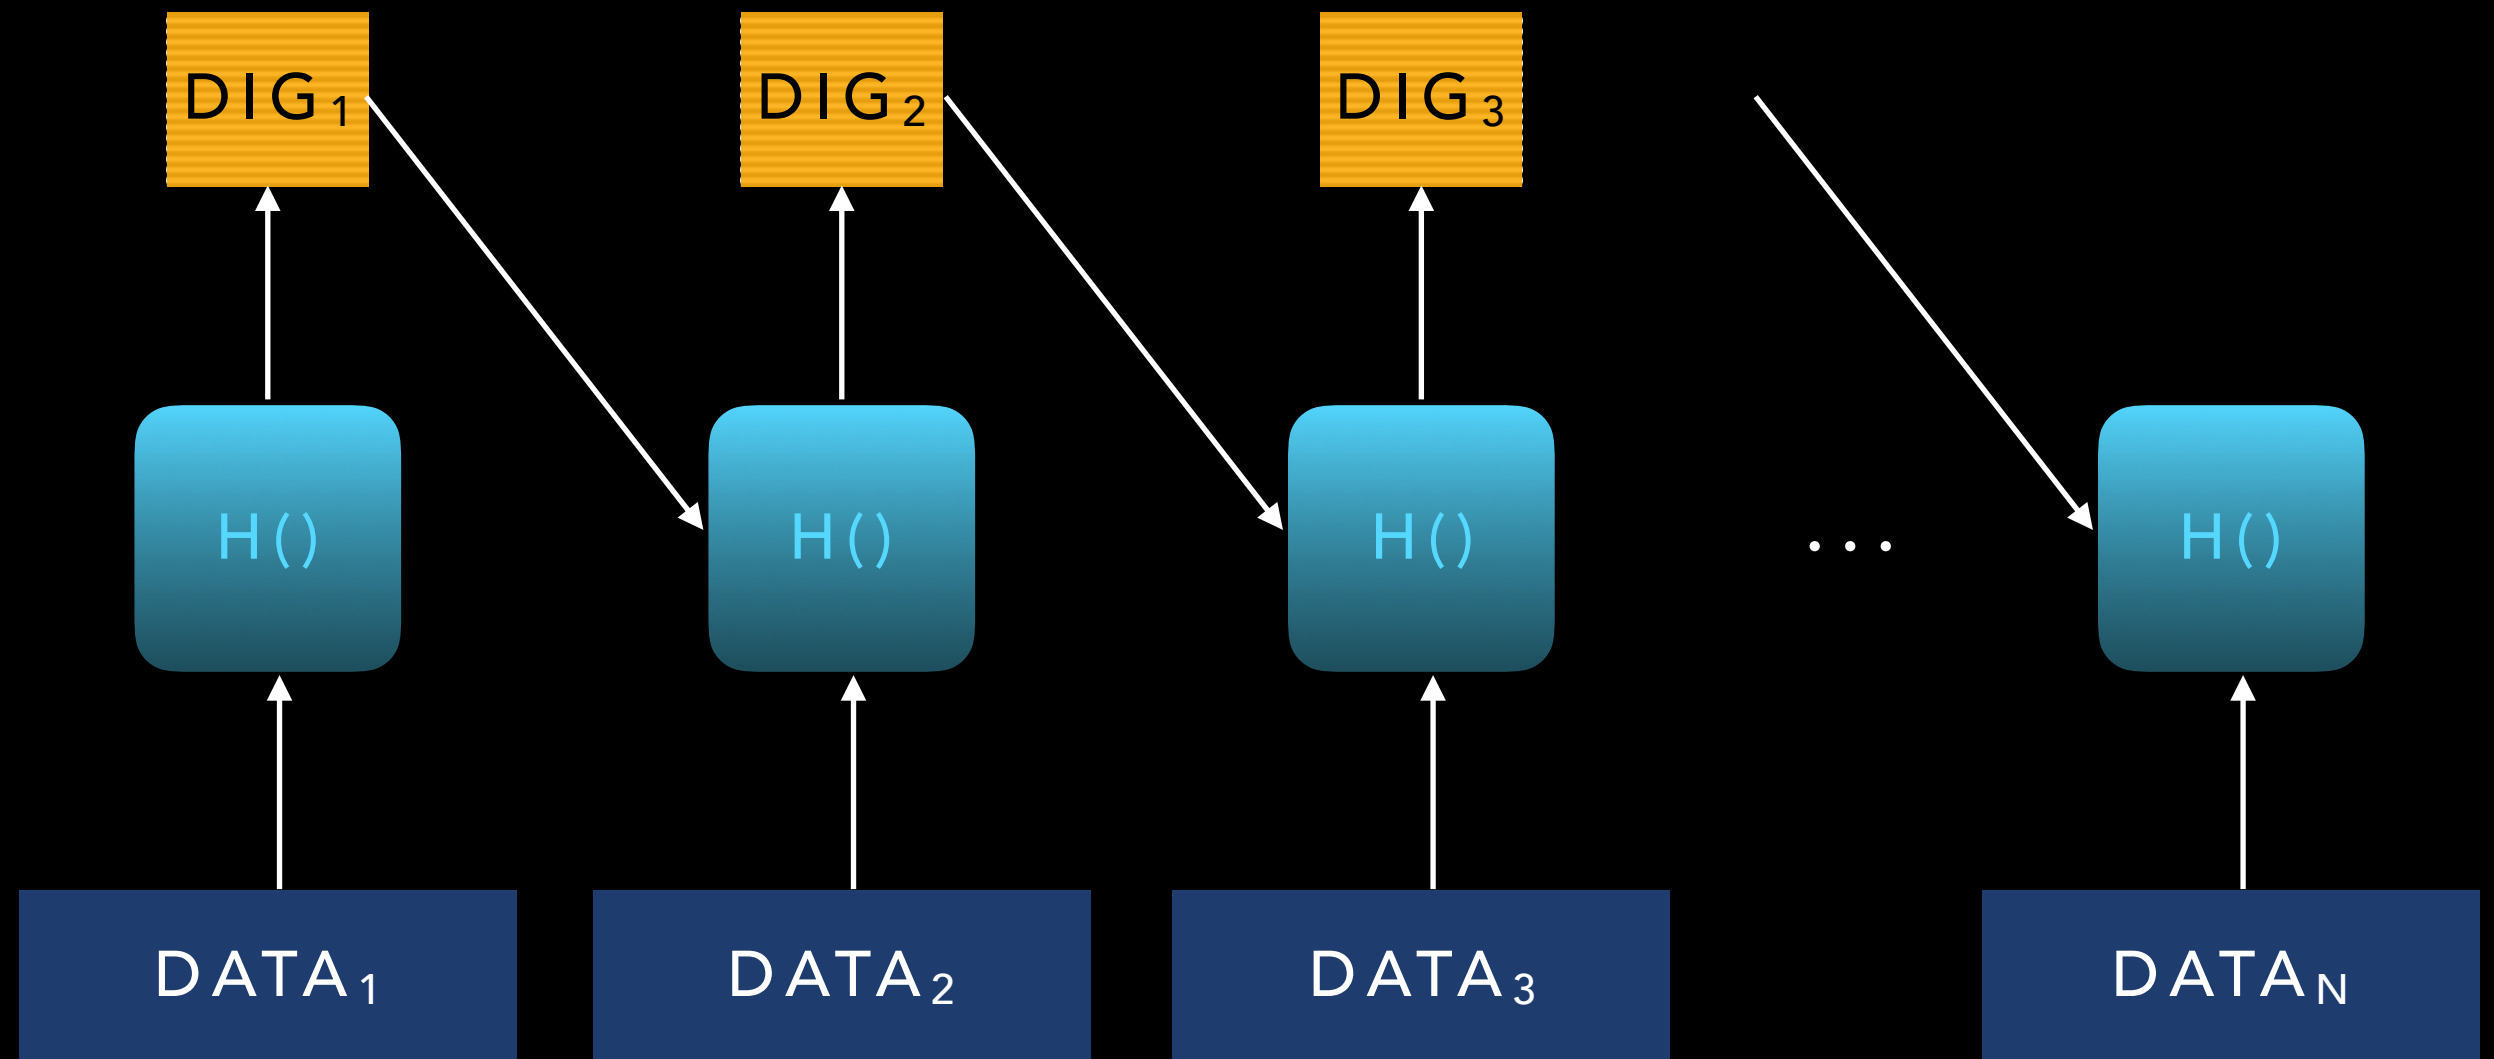 DIG₁ DIG₂ DIG₃
H() H() H() ... H()
DATA₁ DATA₂ DATA₃ DATAₙ